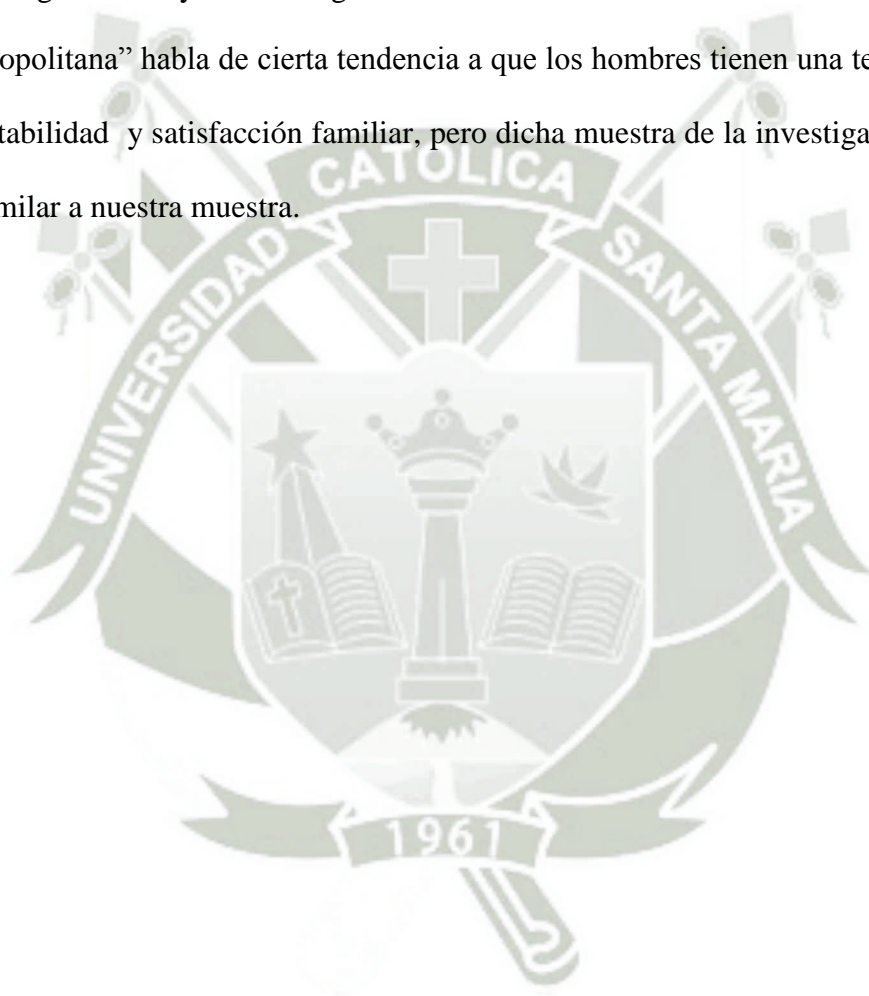 opolitana” habla de cierta tendencia a que los hombres tienen una te
tabilidad y satisfacción familiar, pero dicha muestra de la investiga
milar a nuestra muestra.
UNIVERSIDAD CATOLICA SANTA MARIA
1961